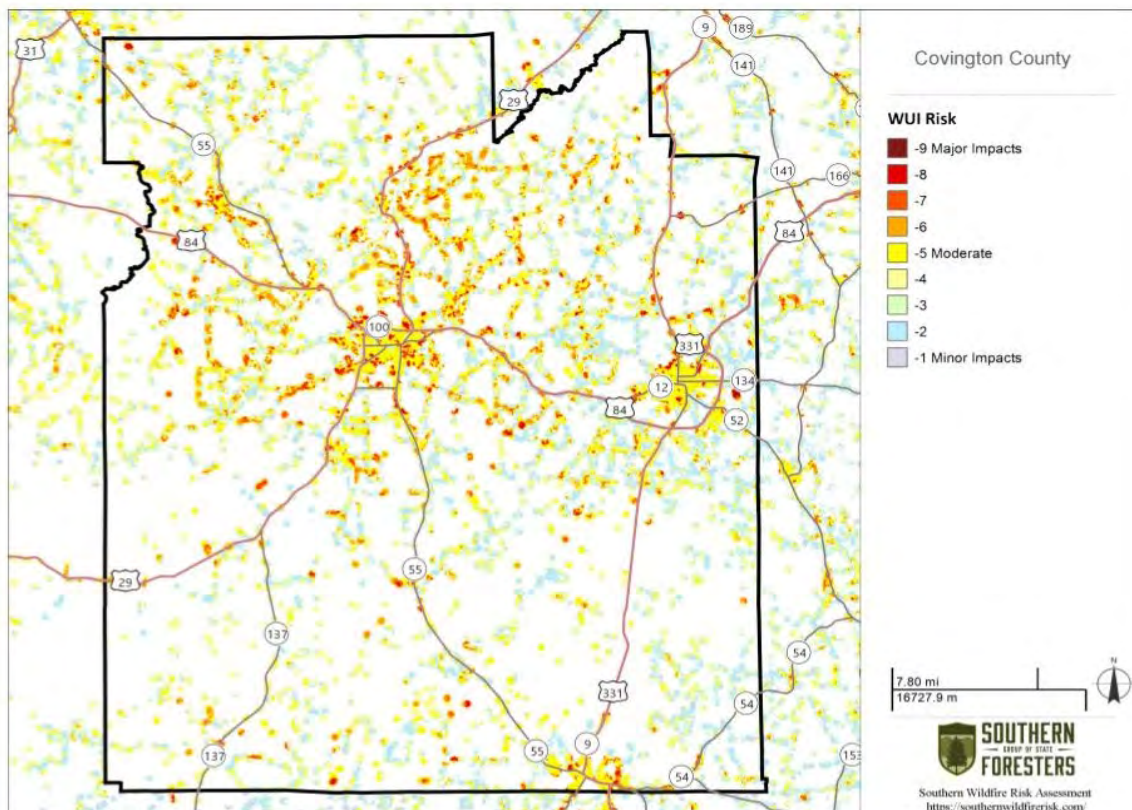 9
189
31
141
29
55
141
166
84
84
100
331
12
134
84
52
55
29
137
54
331
54
9
55
137
54
153
Covington County
WUI Risk
-9 Major Impacts
-8
-7
-6
-5 Moderate
-4
-3
-2
-1 Minor Impacts
N
7.80 mi
16727.9 m
SOUTHERN
GROUP OF STATE
FORESTERS
Southern Wildfire Risk Assessment
https://southernwildfirerisk.com/